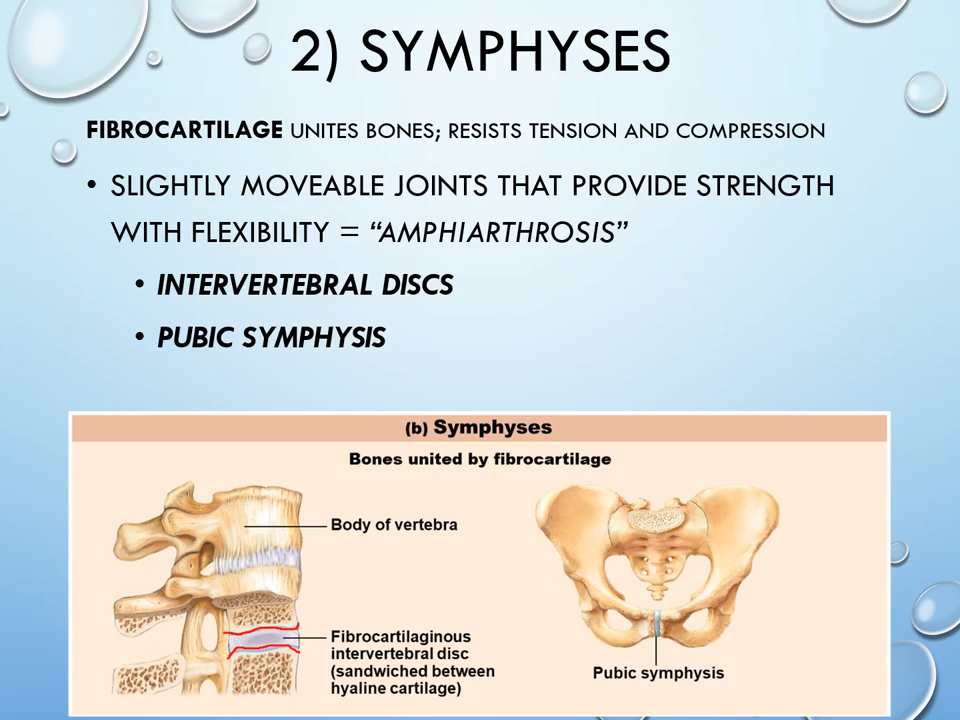 2) SYMPHYSES
FIBROCARTILAGE UNITES BONES; RESISTS TENSION AND COMPRESSION
• SLIGHTLY MOVEABLE JOINTS THAT PROVIDE STRENGTH
WITH FLEXIBILITY = “AMPHIARTHROSIS”
• INTERVERTEBRAL DISCS
• PUBIC SYMPHYSIS
(b) Symphyses
Bones united by fibrocartilage
Body of vertebra
Fibrocartilaginous
intervertebral disc
(sandwiched between
hyaline cartilage)
Pubic symphysis